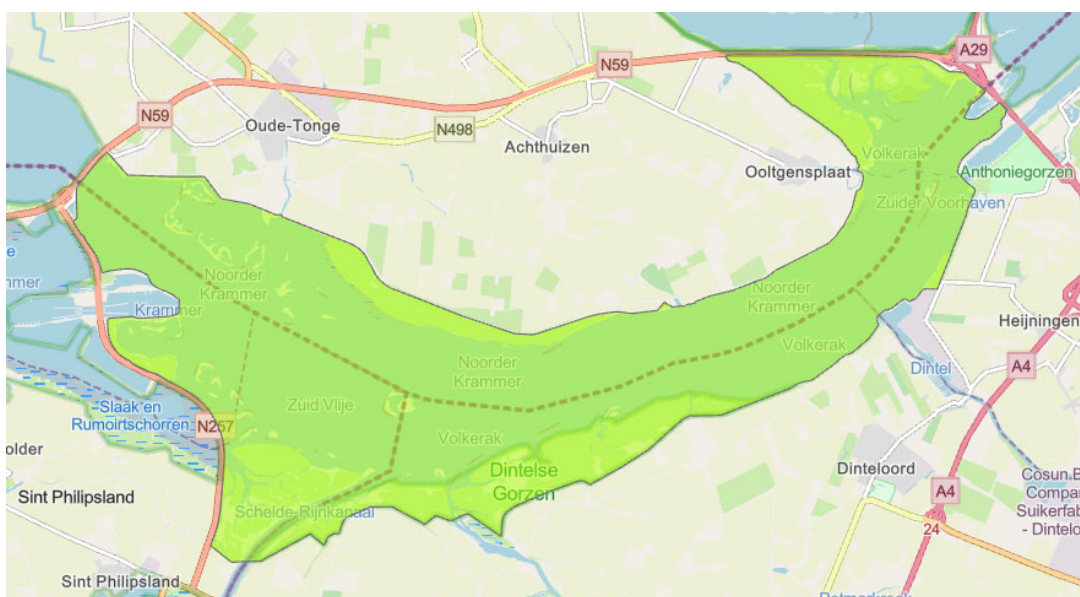 A29
N59
N59
Oude-Tonge
N498
Achthuizen
Volkerak
Ooltgensplaat
Anthoniegorzen
Zuider Voorhaven
Noorder
Krammer
Krammer
Noorder
Krammer
Heijningen
Volkerak
Noorder
Krammer
A4
Dintel
Slaak en
Rumoirtschorren
Zuid Vlije
N257
Volkerak
Dintelse
Gorzen
Dinteloord
Sint Philipsland
A4
Schelde-Rijnkanaal
24
Suikerfab
- Dintelo
Sint Philipsland